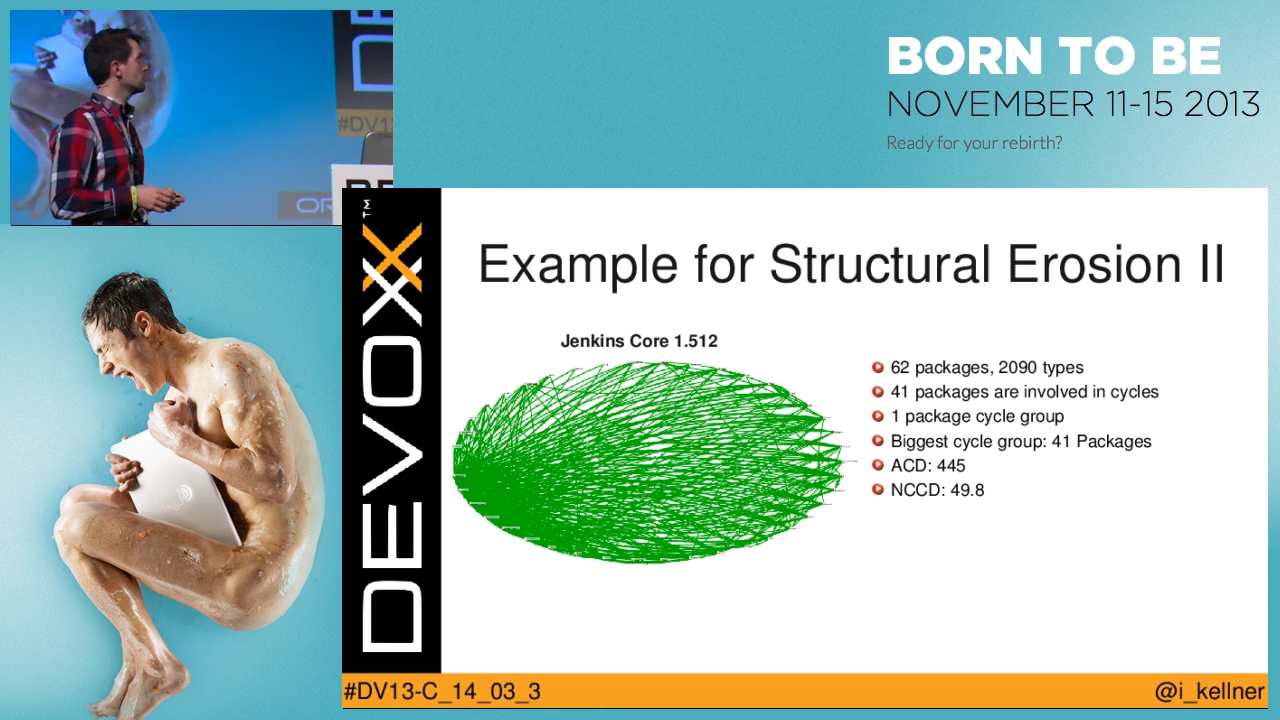 BORN TO BE
NOVEMBER 11-15 2013
Ready for your rebirth?
#DV1
DEVOXX™
Example for Structural Erosion II
Jenkins Core 1.512
62 packages, 2090 types
41 packages are involved in cycles
1 package cycle group
Biggest cycle group: 41 Packages
ACD: 445
NCCD: 49.8
#DV13-C_14_03_3
@i_kellner